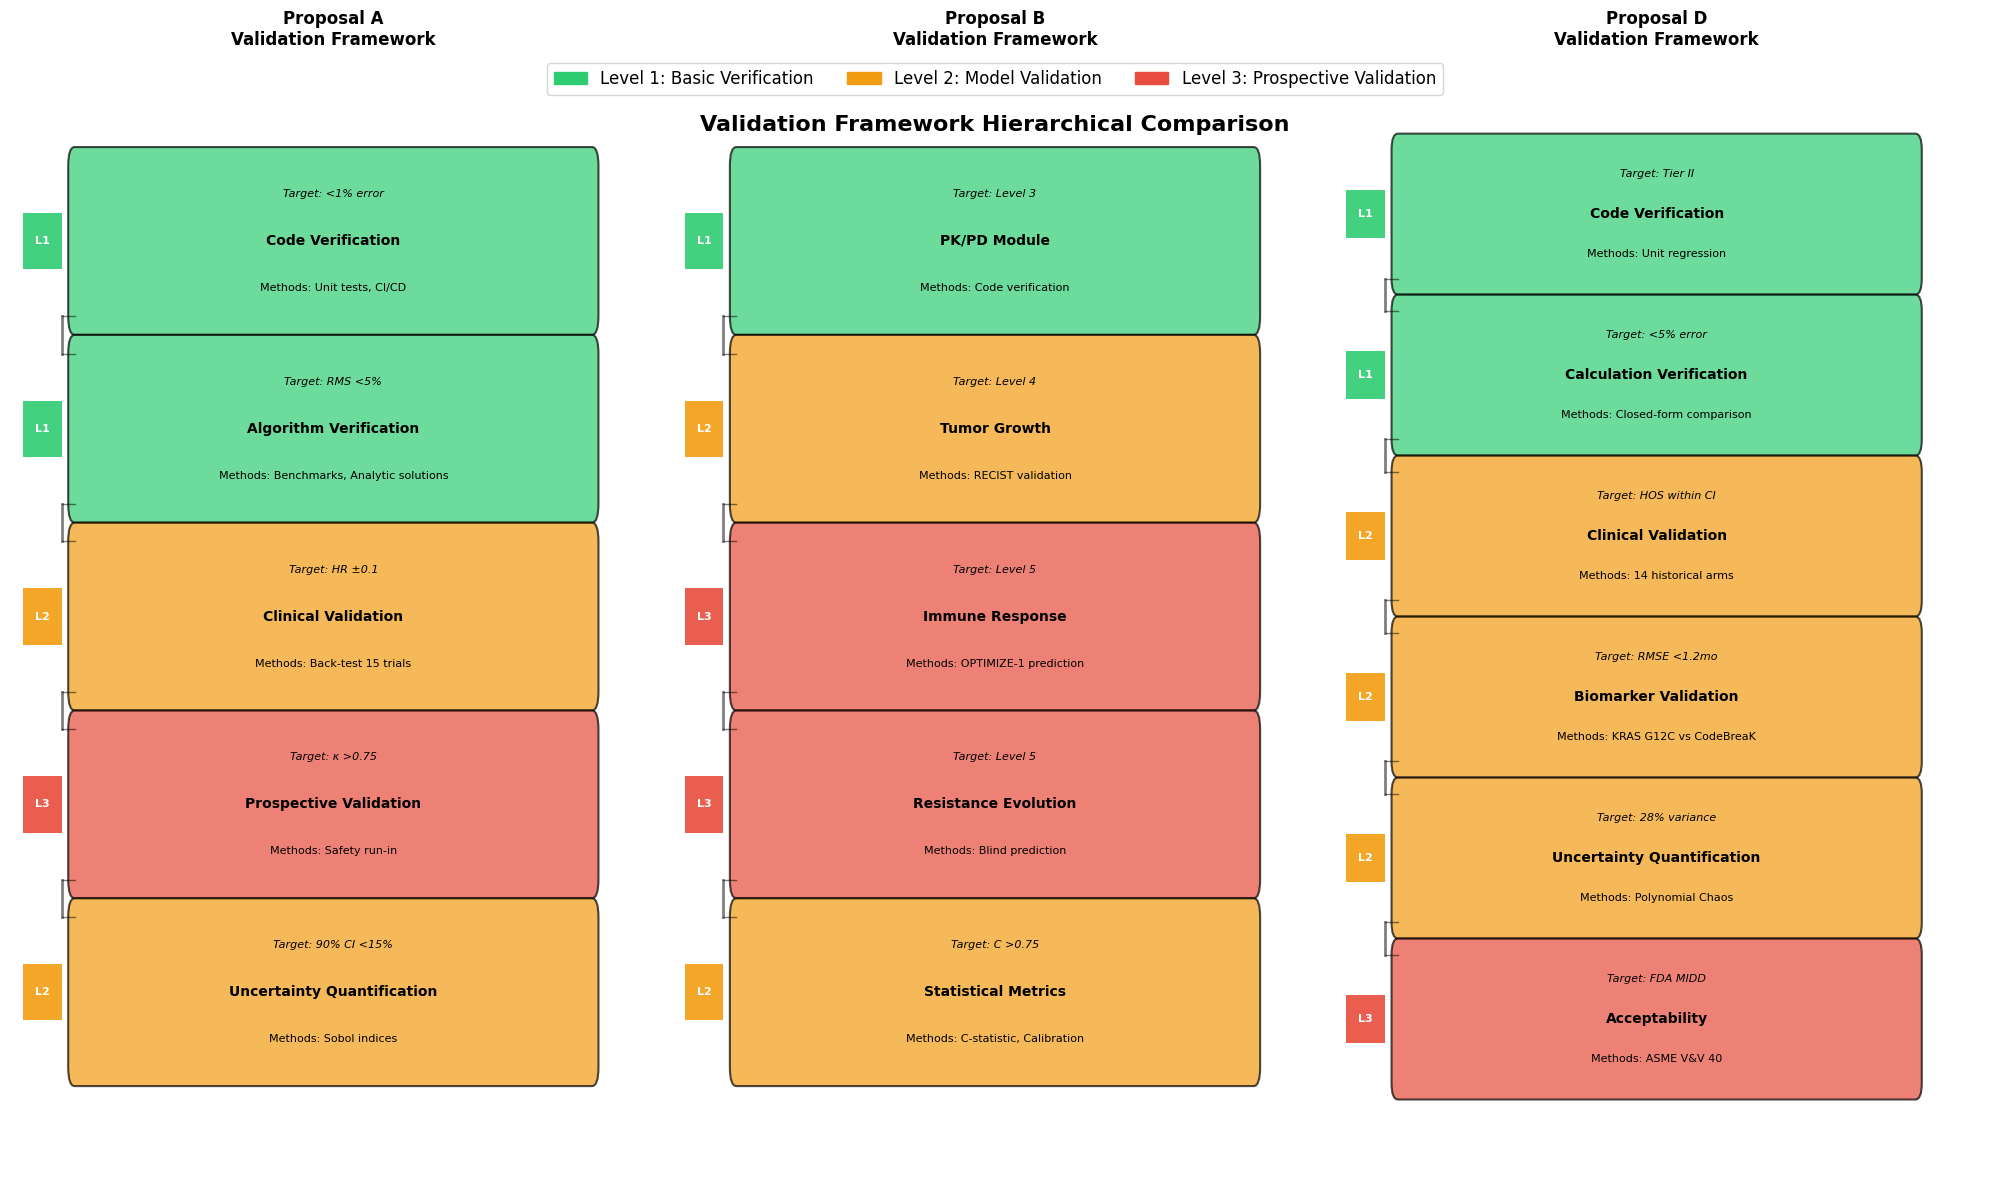 Proposal A
Validation Framework
Proposal B
Validation Framework
Proposal D
Validation Framework
Level 1: Basic Verification
Level 2: Model Validation
Level 3: Prospective Validation
Validation Framework Hierarchical Comparison
L1
Target: <1% error
Code Verification
Methods: Unit tests, CI/CD
L1
Target: RMS <5%
Algorithm Verification
Methods: Benchmarks, Analytic solutions
L2
Target: HR ±0.1
Clinical Validation
Methods: Back-test 15 trials
L3
Target: κ >0.75
Prospective Validation
Methods: Safety run-in
L2
Target: 90% CI <15%
Uncertainty Quantification
Methods: Sobol indices
L1
Target: Level 3
PK/PD Module
Methods: Code verification
L2
Target: Level 4
Tumor Growth
Methods: RECIST validation
L3
Target: Level 5
Immune Response
Methods: OPTIMIZE-1 prediction
L3
Target: Level 5
Resistance Evolution
Methods: Blind prediction
L2
Target: C >0.75
Statistical Metrics
Methods: C-statistic, Calibration
L1
Target: Tier II
Code Verification
Methods: Unit regression
L1
Target: <5% error
Calculation Verification
Methods: Closed-form comparison
L2
Target: HOS within CI
Clinical Validation
Methods: 14 historical arms
L2
Target: RMSE <1.2mo
Biomarker Validation
Methods: KRAS G12C vs CodeBreaK
L2
Target: 28% variance
Uncertainty Quantification
Methods: Polynomial Chaos
L3
Target: FDA MIDD
Acceptability
Methods: ASME V&V 40